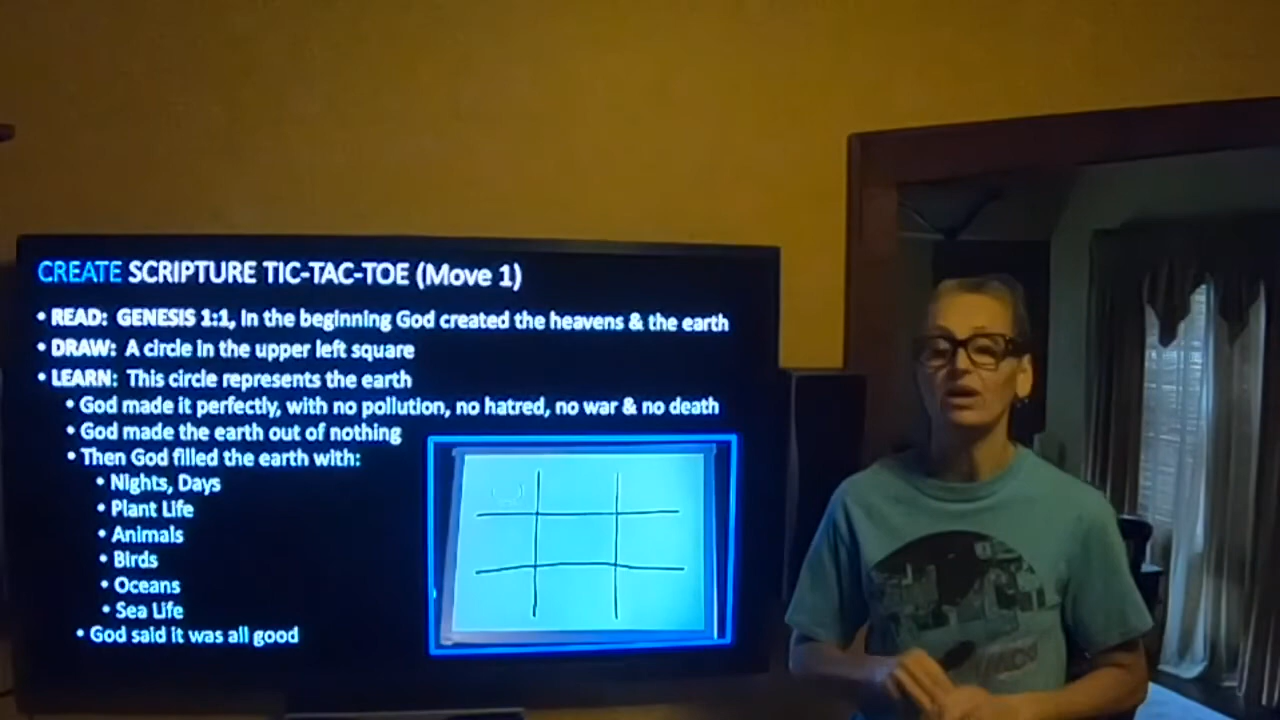 CREATE SCRIPTURE TIC-TAC-TOE (Move 1)
• READ: GENESIS 1:1, In the beginning God created the heavens & the earth
• DRAW: A circle in the upper left square
• LEARN: This circle represents the earth
• God made it perfectly, with no pollution, no hatred, no war & no death
• God made the earth out of nothing
• Then God filled the earth with:
• Nights, Days
• Plant Life
• Animals
• Birds
• Oceans
• Sea Life
• God said it was all good